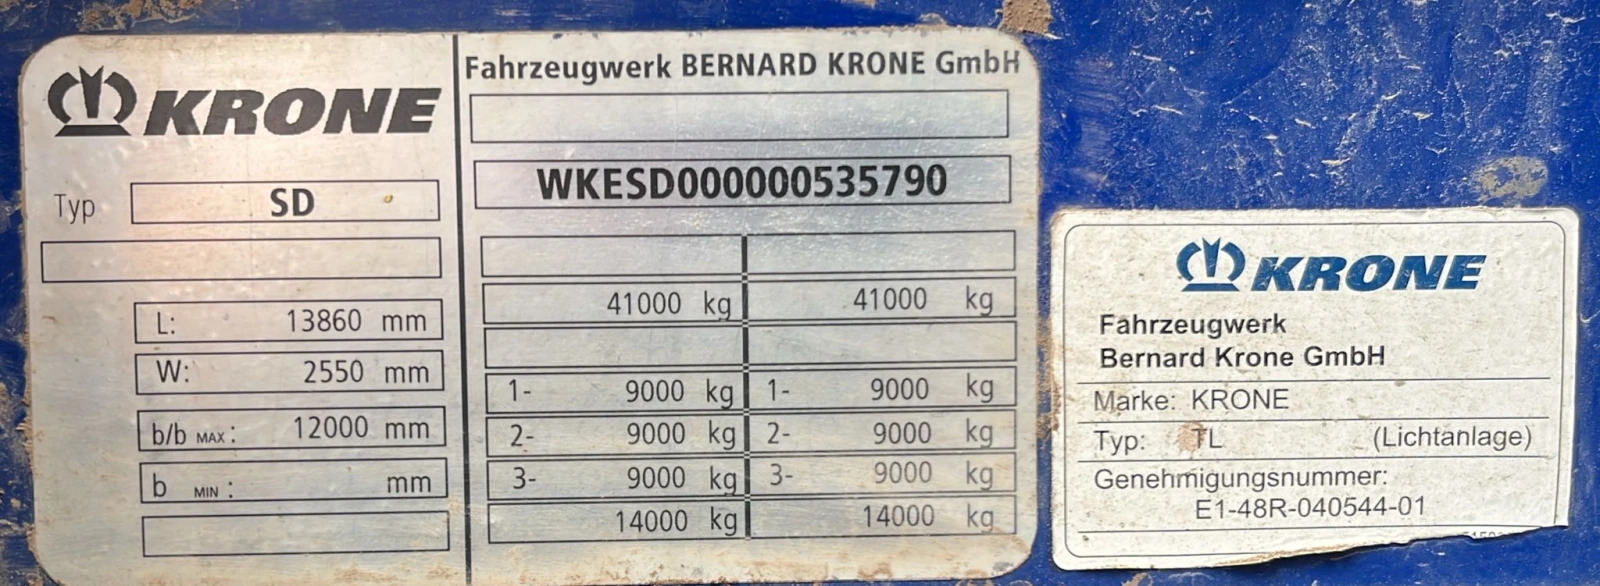 KRONE
Typ SD
L: 13860 mm
W: 2550 mm
b/b MAX: 12000 mm
b MIN: mm
Fahrzeugwerk BERNARD KRONE GmbH
WKESD000000535790
41000 kg 41000 kg
1- 9000 kg 1- 9000 kg
2- 9000 kg 2- 9000 kg
3- 9000 kg 3- 9000 kg
14000 kg 14000 kg
KRONE
Fahrzeugwerk
Bernard Krone GmbH
Marke: KRONE
Typ: TL (Lichtanlage)
Genehmigungsnummer:
E1-48R-040544-01